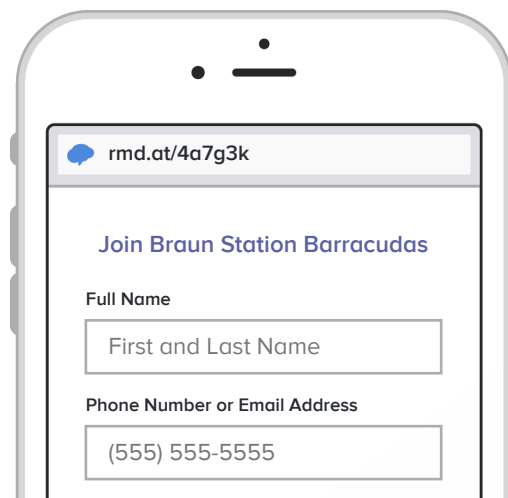 rmd.at/4a7g3k
Join Braun Station Barracudas
Full Name
First and Last Name
Phone Number or Email Address
(555) 555-5555